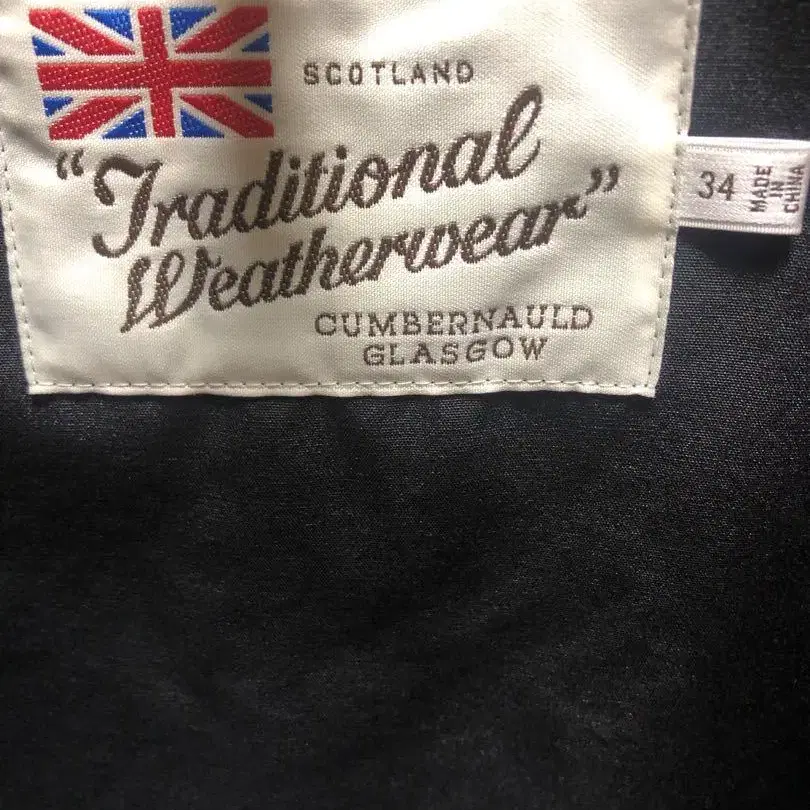 SCOTLAND
"Traditional
Weatherwear"
CUMBERNAULD
GLASGOW
34
MADE
IN
CHINA